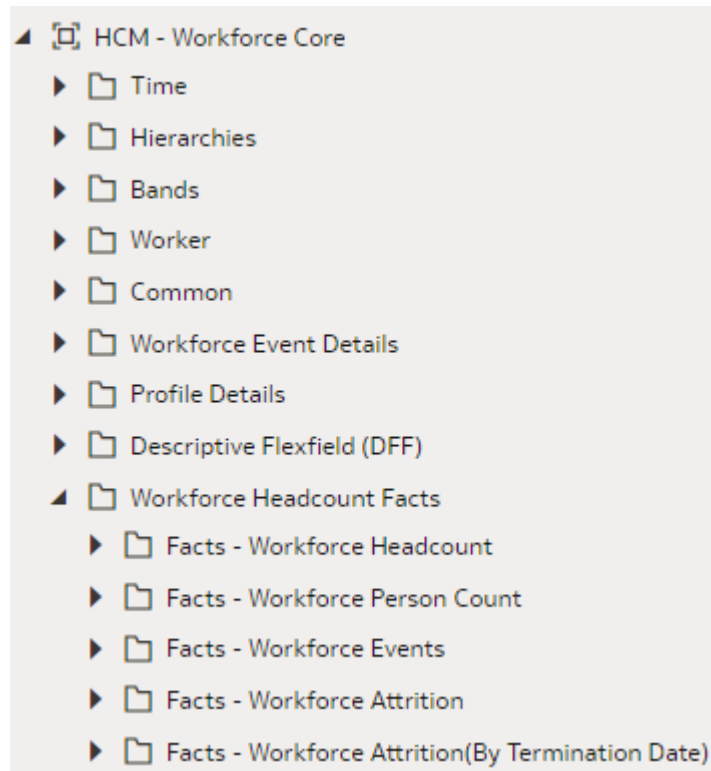 HCM - Workforce Core
Time
Hierarchies
Bands
Worker
Common
Workforce Event Details
Profile Details
Descriptive Flexfield (DFF)
Workforce Headcount Facts
Facts - Workforce Headcount
Facts - Workforce Person Count
Facts - Workforce Events
Facts - Workforce Attrition
Facts - Workforce Attrition(By Termination Date)